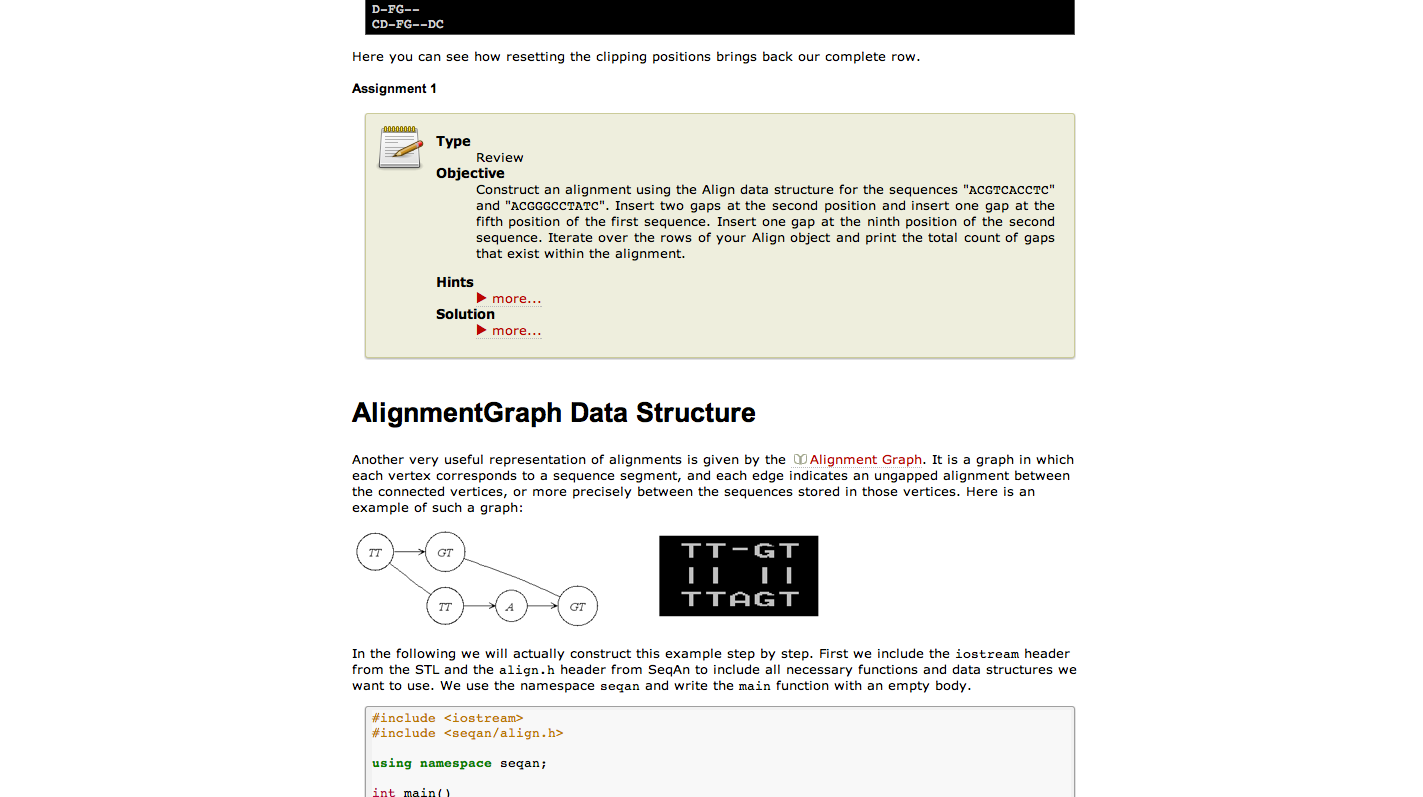 D-FG--
CD-FG--DC
Here you can see how resetting the clipping positions brings back our complete row.
Assignment 1
Type
Review
Objective
Construct an alignment using the Align data structure for the sequences "ACGTCACCTC"
and "ACGGGCCTATC". Insert two gaps at the second position and insert one gap at the
fifth position of the first sequence. Insert one gap at the ninth position of the second
sequence. Iterate over the rows of your Align object and print the total count of gaps
that exist within the alignment.
Hints
more...
Solution
more...
AlignmentGraph Data Structure
Another very useful representation of alignments is given by the Alignment Graph. It is a graph in which
each vertex corresponds to a sequence segment, and each edge indicates an ungapped alignment between
the connected vertices, or more precisely between the sequences stored in those vertices. Here is an
example of such a graph:
TT GT
TT A GT
TT-GT
|| ||
TTAGT
In the following we will actually construct this example step by step. First we include the iostream header
from the STL and the align.h header from SeqAn to include all necessary functions and data structures we
want to use. We use the namespace seqan and write the main function with an empty body.
#include <iostream>
#include <seqan/align.h>
using namespace seqan;
int main()